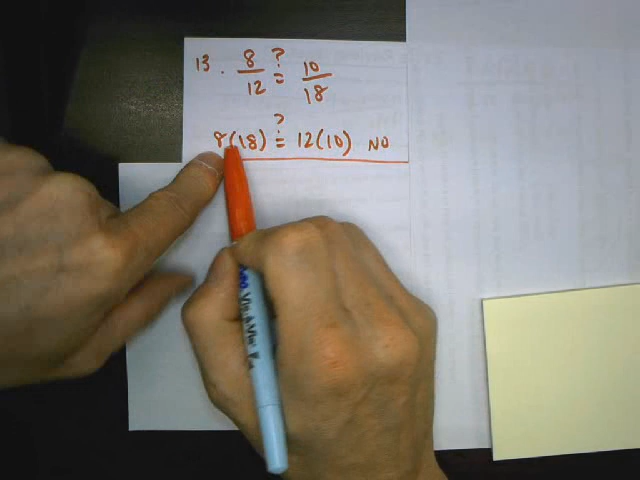 13. 8/12 ?= 10/18
8(18) ?= 12(10) NO